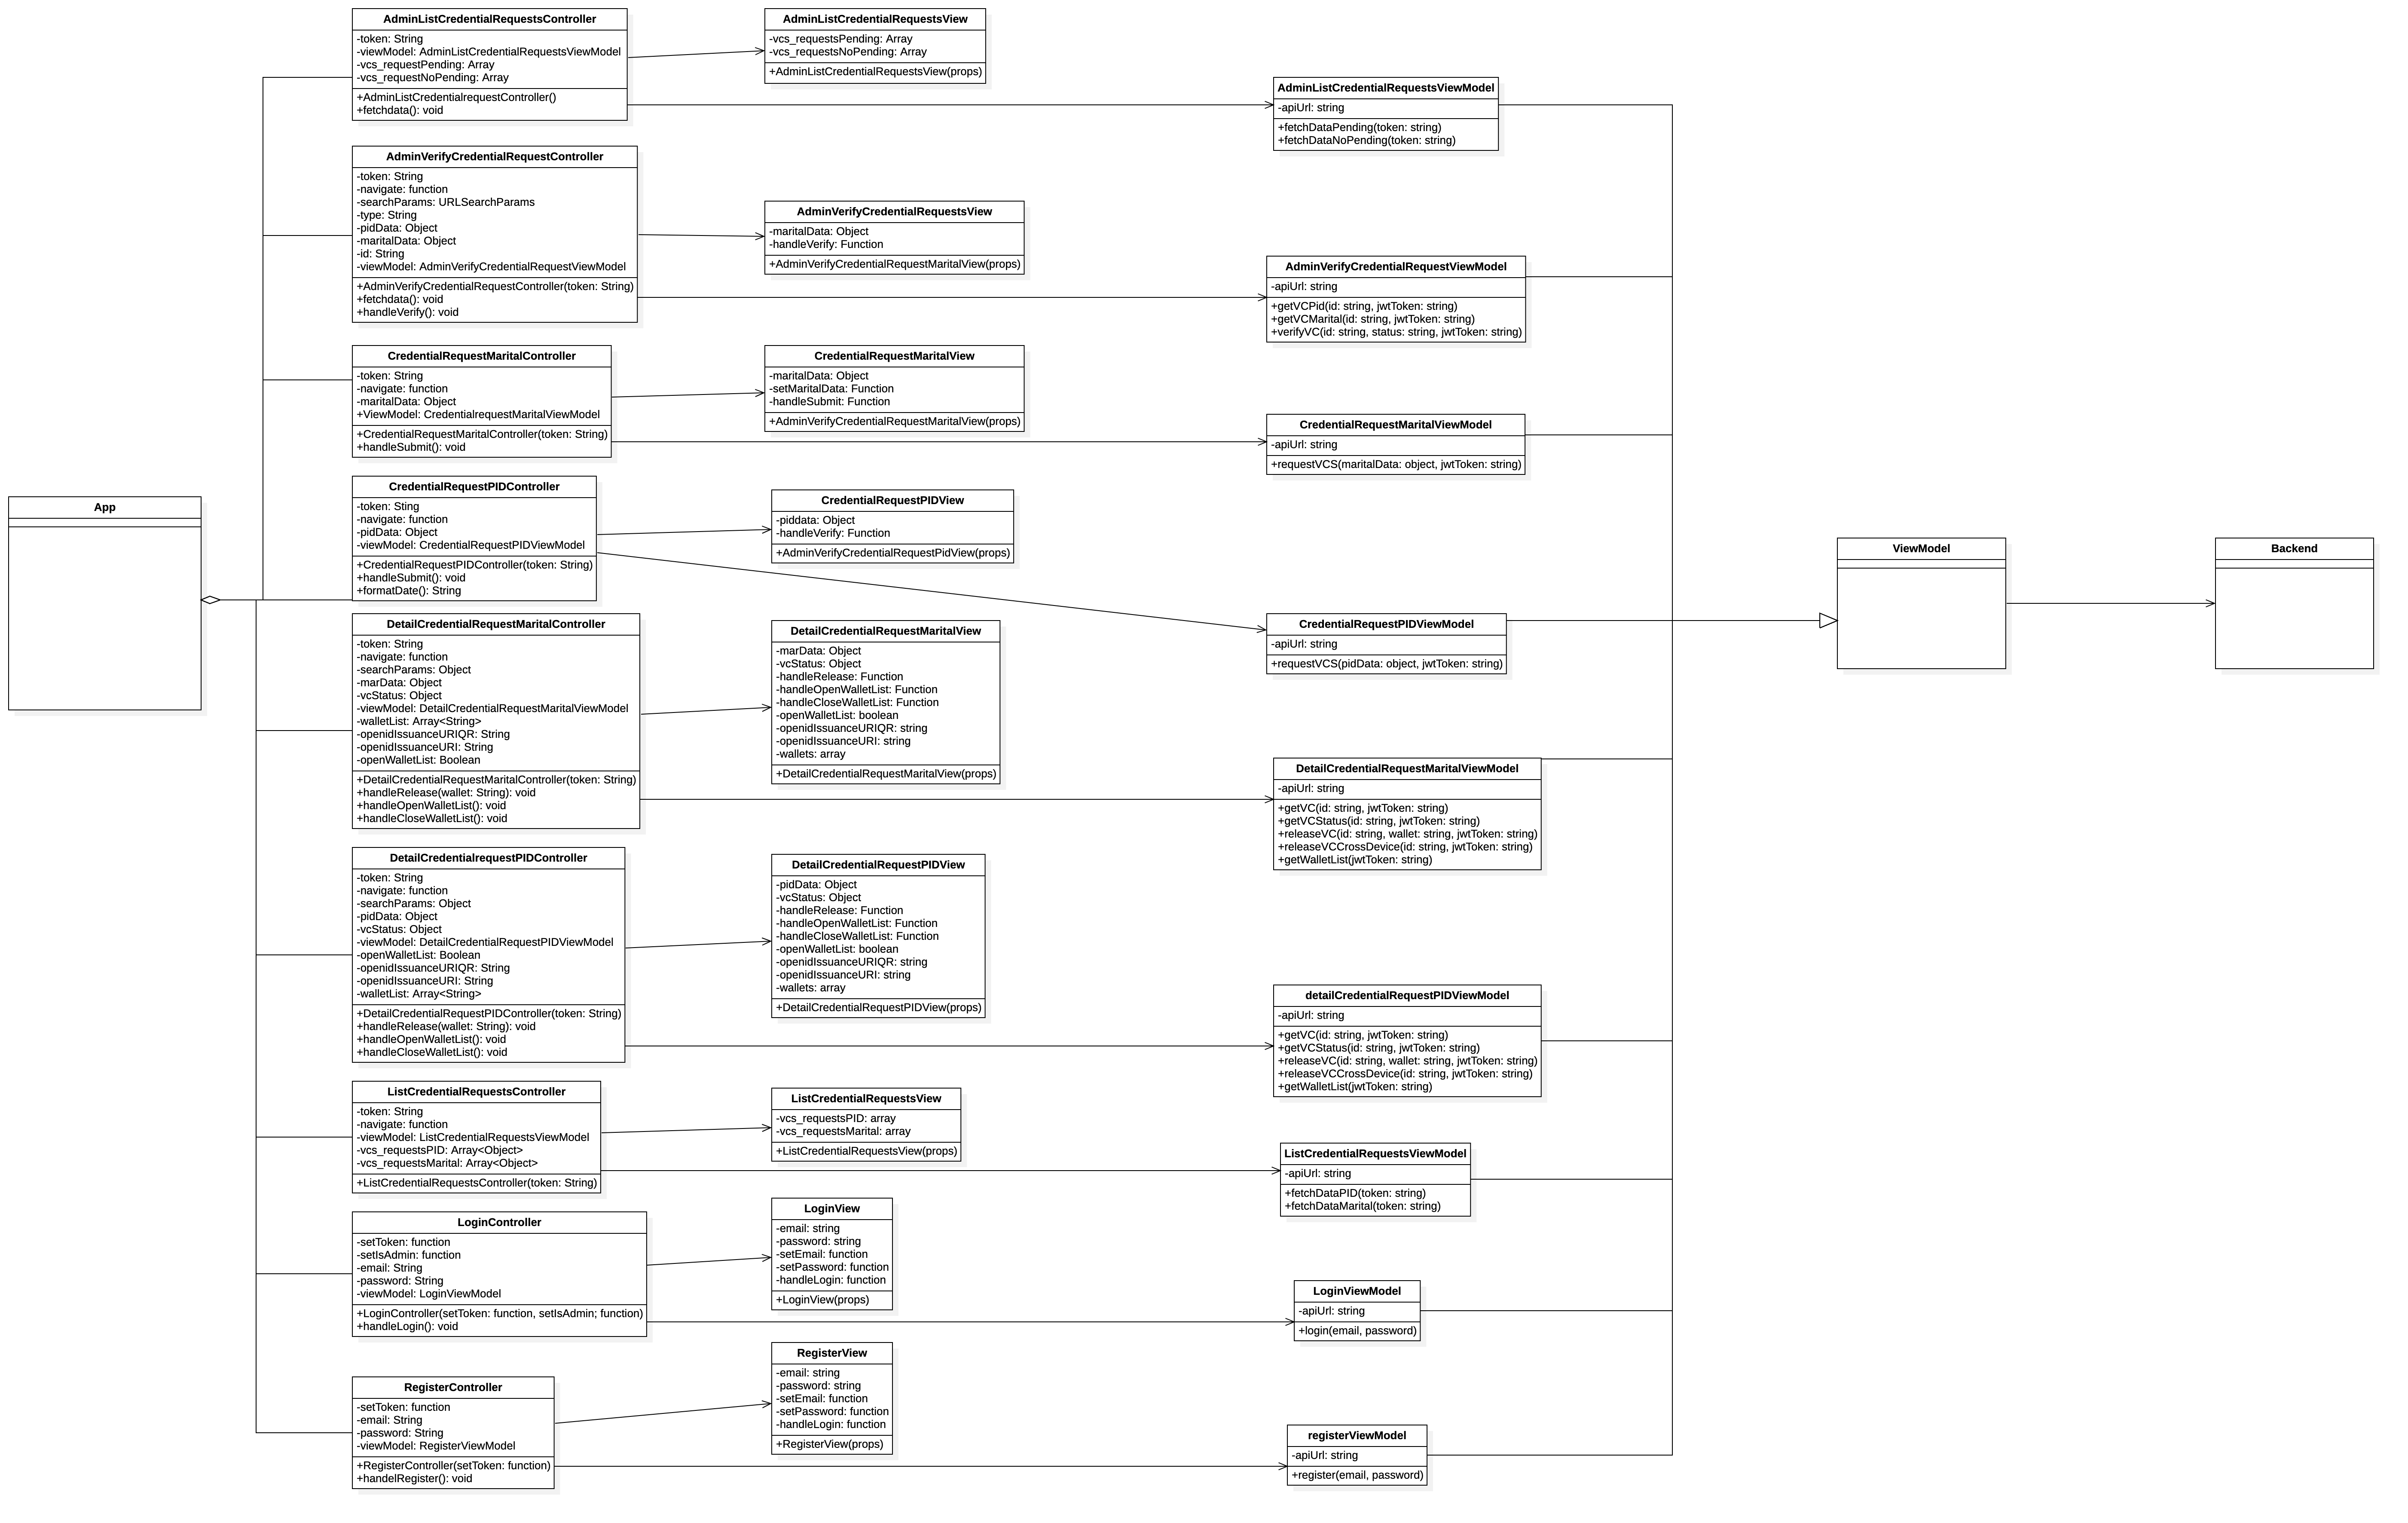 App
AdminListCredentialRequestsController
-token: String
-viewModel: AdminListCredentialRequestsViewModel
-vcs_requestPending: Array
-vcs_requestNoPending: Array
+AdminListCredentialrequestController()
+fetchdata(): void
AdminVerifyCredentialRequestController
-token: String
-navigate: function
-searchParams: URLSearchParams
-type: String
-pidData: Object
-maritalData: Object
-id: String
-viewModel: AdminVerifyCredentialRequestViewModel
+AdminVerifyCredentialRequestController(token: String)
+fetchdata(): void
+handleVerify(): void
CredentialRequestMaritalController
-token: String
-navigate: function
-maritalData: Object
+ViewModel: CredentialrequestMaritalViewModel
+CredentialRequestMaritalController(token: String)
+handleSubmit(): void
CredentialRequestPIDController
-token: Sting
-navigate: function
-pidData: Object
-viewModel: CredentialRequestPIDViewModel
+CredentialRequestPIDController(token: String)
+handleSubmit(): void
+formatDate(): String
DetailCredentialRequestMaritalController
-token: String
-navigate: function
-searchParams: Object
-marData: Object
-vcStatus: Object
-viewModel: DetailCredentialRequestMaritalViewModel
-walletList: Array<String>
-openidIssuanceURIQR: String
-openidIssuanceURI: String
-openWalletList: Boolean
+DetailCredentialRequestMaritalController(token: String)
+handleRelease(wallet: String): void
+handleOpenWalletList(): void
+handleCloseWalletList(): void
DetailCredentialrequestPIDController
-token: String
-navigate: function
-searchParams: Object
-pidData: Object
-vcStatus: Object
-viewModel: DetailCredentialRequestPIDViewModel
-openWalletList: Boolean
-openidIssuanceURIQR: String
-openidIssuanceURI: String
-walletList: Array<String>
+DetailCredentialRequestPIDController(token: String)
+handleRelease(wallet: String): void
+handleOpenWalletList(): void
+handleCloseWalletList(): void
ListCredentialRequestsController
-token: String
-navigate: function
-viewModel: ListCredentialRequestsViewModel
-vcs_requestsPID: Array<Object>
-vcs_requestsMarital: Array<Object>
+ListCredentialRequestsController(token: String)
LoginController
-setToken: function
-setIsAdmin: function
-email: String
-password: String
-viewModel: LoginViewModel
+LoginController(setToken: function, setIsAdmin; function)
+handleLogin(): void
RegisterController
-setToken: function
-email: String
-password: String
-viewModel: RegisterViewModel
+RegisterController(setToken: function)
+handelRegister(): void
AdminListCredentialRequestsView
-vcs_requestsPending: Array
-vcs_requestsNoPending: Array
+AdminListCredentialRequestsView(props)
AdminVerifyCredentialRequestsView
-maritalData: Object
-handleVerify: Function
+AdminVerifyCredentialRequestMaritalView(props)
CredentialRequestMaritalView
-maritalData: Object
-setMaritalData: Function
-handleSubmit: Function
+AdminVerifyCredentialRequestMaritalView(props)
CredentialRequestPIDView
-piddata: Object
-handleVerify: Function
+AdminVerifyCredentialRequestPidView(props)
DetailCredentialRequestMaritalView
-marData: Object
-vcStatus: Object
-handleRelease: Function
-handleOpenWalletList: Function
-handleCloseWalletList: Function
-openWalletList: boolean
-openidIssuanceURIQR: string
-openidIssuanceURI: string
-wallets: array
+DetailCredentialRequestMaritalView(props)
DetailCredentialRequestPIDView
-pidData: Object
-vcStatus: Object
-handleRelease: Function
-handleOpenWalletList: Function
-handleCloseWalletList: Function
-openWalletList: boolean
-openidIssuanceURIQR: string
-openidIssuanceURI: string
-wallets: array
+DetailCredentialRequestPIDView(props)
ListCredentialRequestsView
-vcs_requestsPID: array
-vcs_requestsMarital: array
+ListCredentialRequestsView(props)
LoginView
-email: string
-password: string
-setEmail: function
-setPassword: function
-handleLogin: function
+LoginView(props)
RegisterView
-email: string
-password: string
-setEmail: function
-setPassword: function
-handleLogin: function
+RegisterView(props)
AdminListCredentialRequestsViewModel
-apiUrl: string
+fetchDataPending(token: string)
+fetchDataNoPending(token: string)
AdminVerifyCredentialRequestViewModel
-apiUrl: string
+getVCPid(id: string, jwtToken: string)
+getVCMarital(id: string, jwtToken: string)
+verifyVC(id: string, status: string, jwtToken: string)
CredentialRequestMaritalViewModel
-apiUrl: string
+requestVCS(maritalData: object, jwtToken: string)
CredentialRequestPIDViewModel
-apiUrl: string
+requestVCS(pidData: object, jwtToken: string)
DetailCredentialRequestMaritalViewModel
-apiUrl: string
+getVC(id: string, jwtToken: string)
+getVCStatus(id: string, jwtToken: string)
+releaseVC(id: string, wallet: string, jwtToken: string)
+releaseVCCrossDevice(id: string, jwtToken: string)
+getWalletList(jwtToken: string)
detailCredentialRequestPIDViewModel
-apiUrl: string
+getVC(id: string, jwtToken: string)
+getVCStatus(id: string, jwtToken: string)
+releaseVC(id: string, wallet: string, jwtToken: string)
+releaseVCCrossDevice(id: string, jwtToken: string)
+getWalletList(jwtToken: string)
ListCredentialRequestsViewModel
-apiUrl: string
+fetchDataPID(token: string)
+fetchDataMarital(token: string)
LoginViewModel
-apiUrl: string
+login(email, password)
registerViewModel
-apiUrl: string
+register(email, password)
ViewModel
Backend